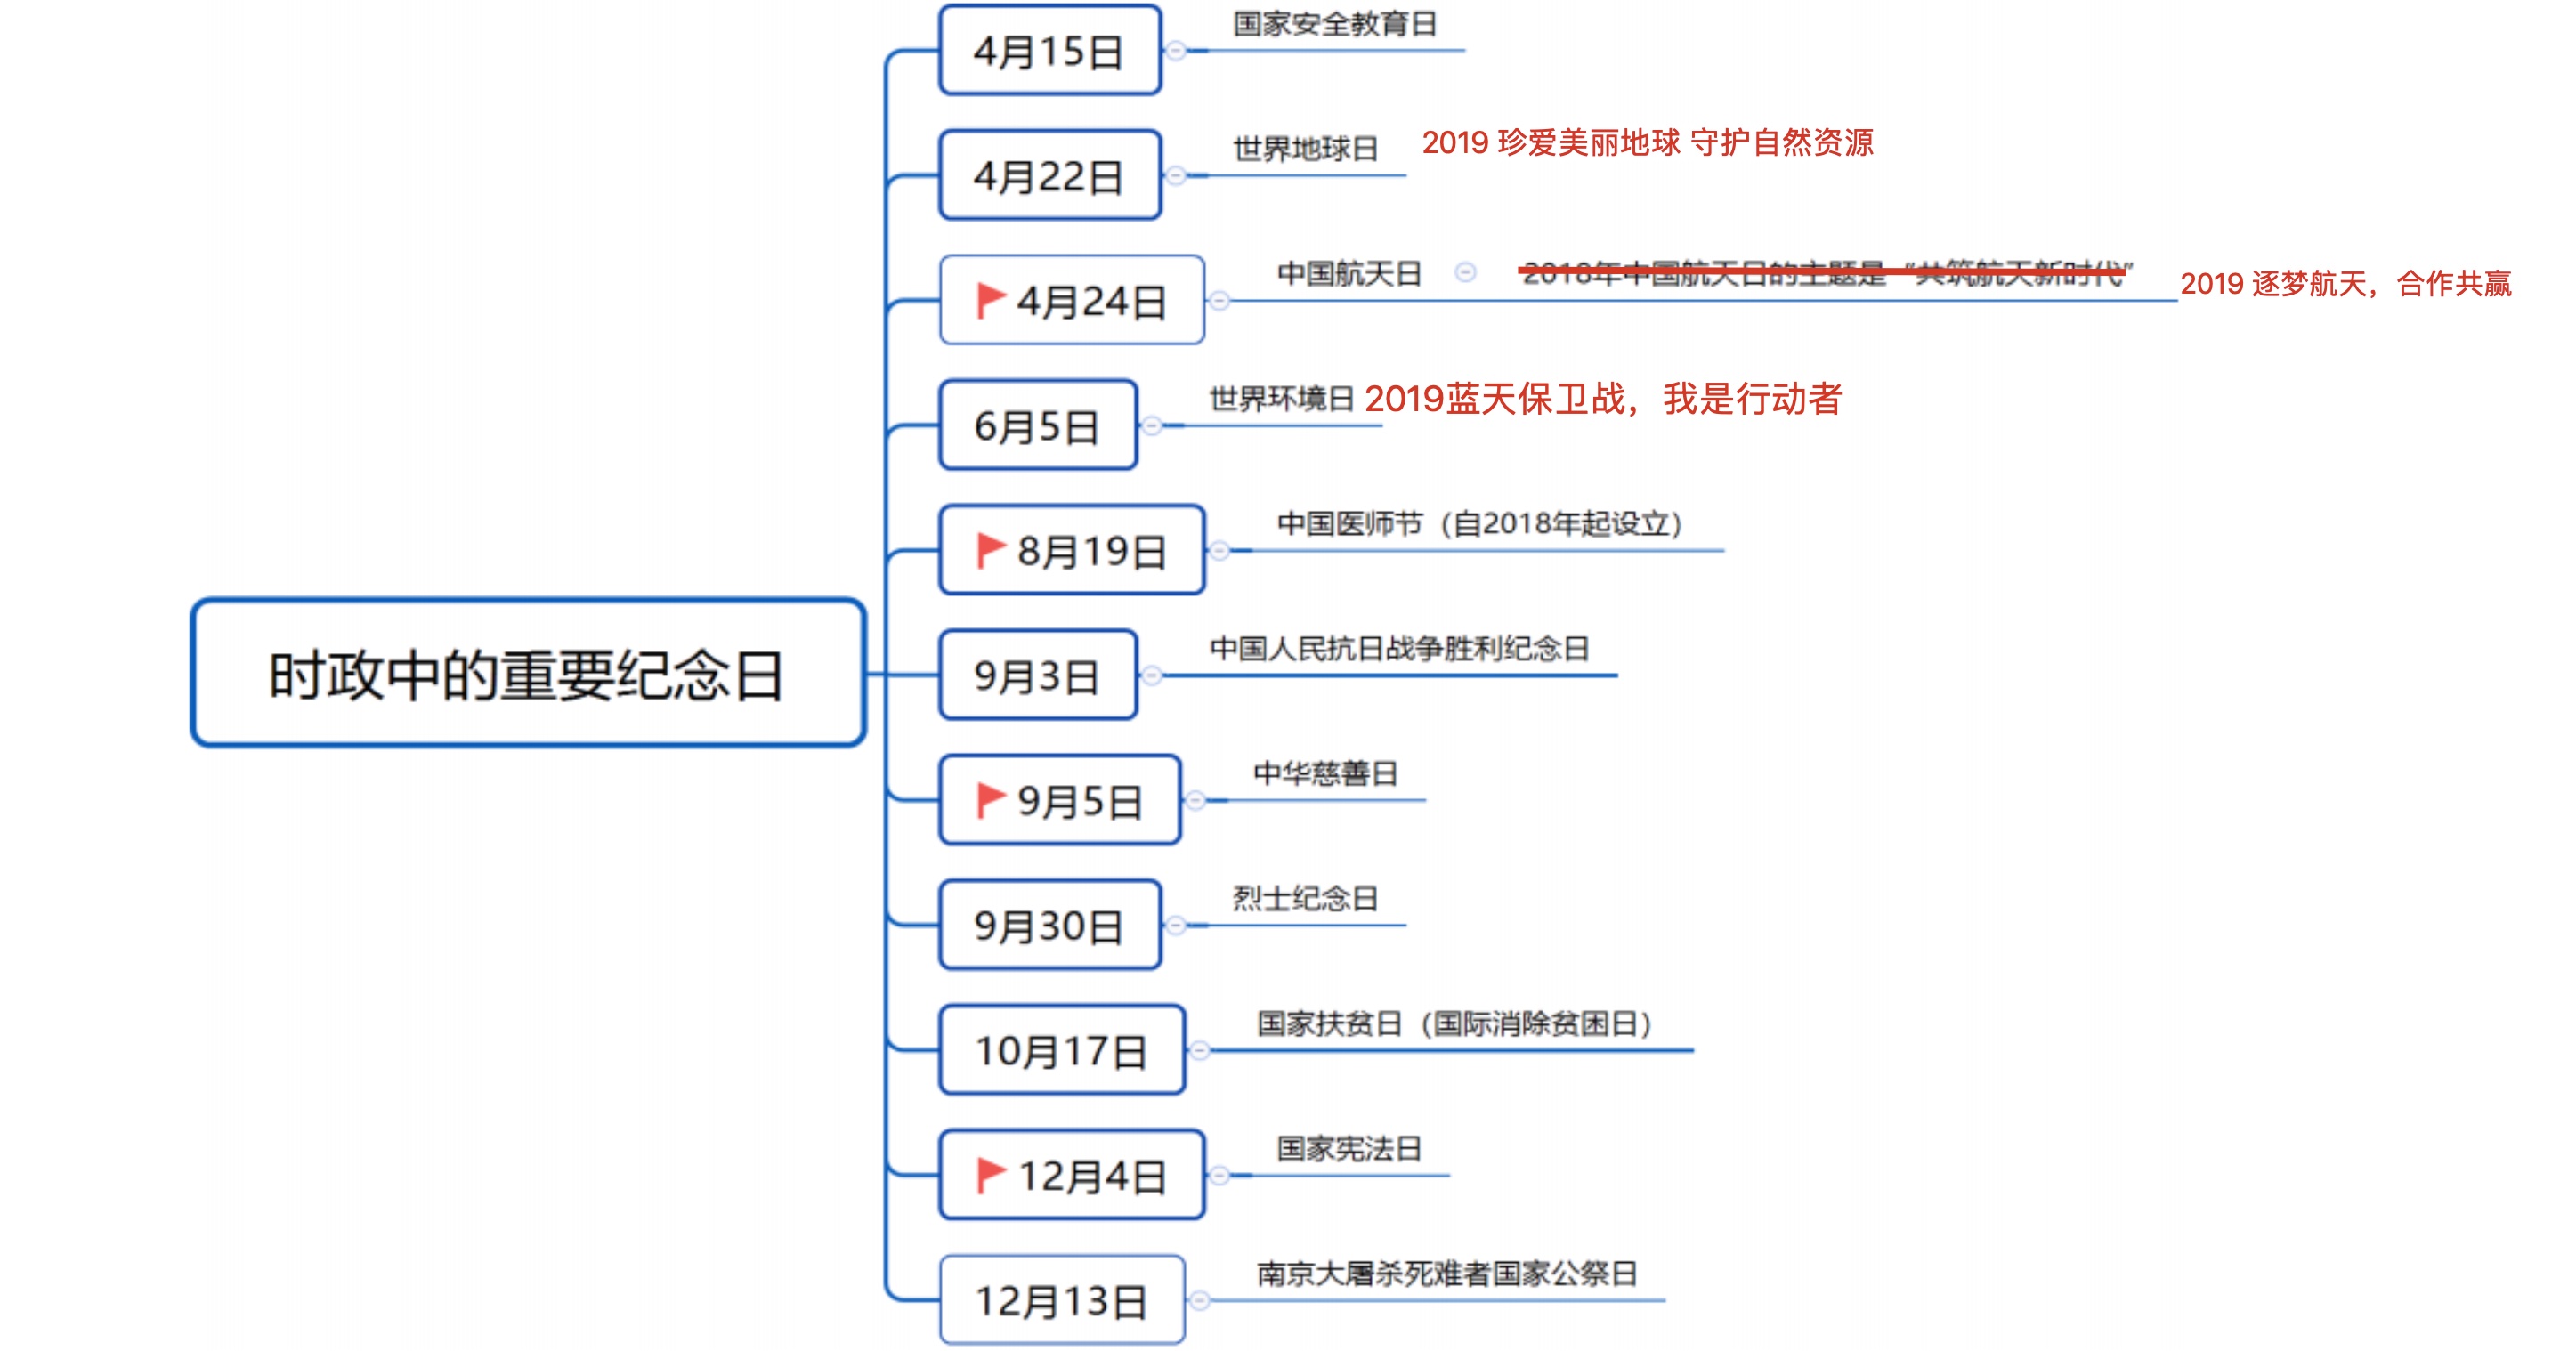 时政中的重要纪念日
4月15日
国家安全教育日
4月22日
世界地球日
2019 珍爱美丽地球 守护自然资源
4月24日
中国航天日
2018年中国航天日的主题是“共筑航天新时代”
2019 逐梦航天，合作共赢
6月5日
世界环境日
2019蓝天保卫战，我是行动者
8月19日
中国医师节（自2018年起设立）
9月3日
中国人民抗日战争胜利纪念日
9月5日
中华慈善日
9月30日
烈士纪念日
10月17日
国家扶贫日（国际消除贫困日）
12月4日
国家宪法日
12月13日
南京大屠杀死难者国家公祭日